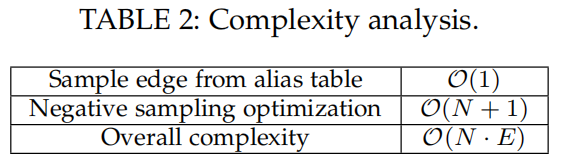 TABLE 2: Complexity analysis.
Sample edge from alias table 𝒪(1)
Negative sampling optimization 𝒪(N + 1)
Overall complexity 𝒪(N · E)